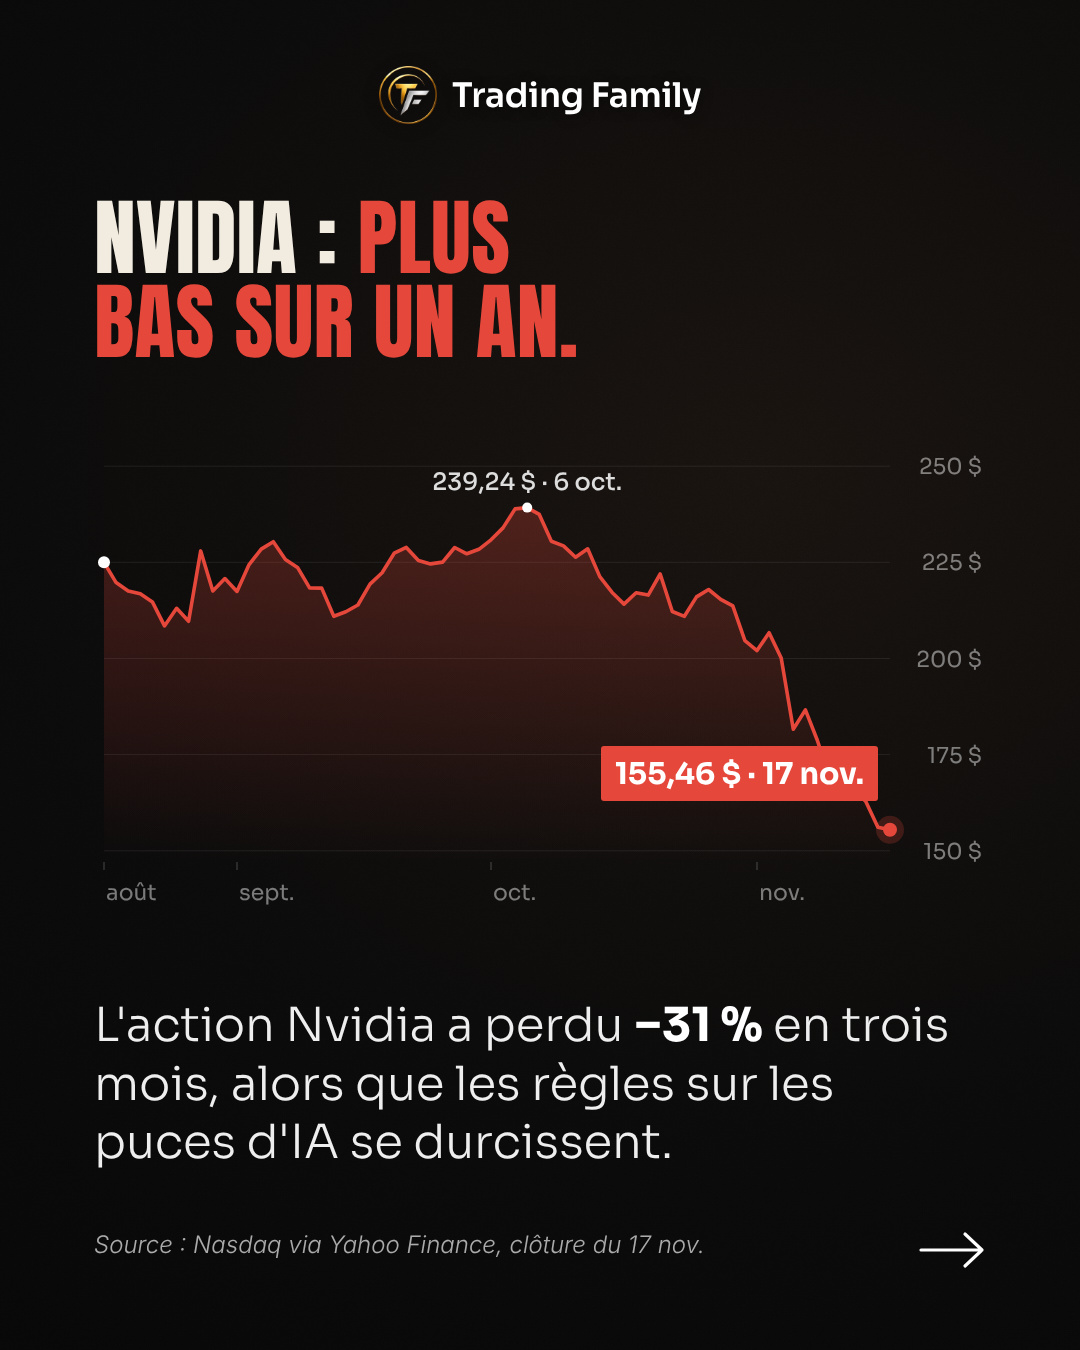 TF Trading Family
NVIDIA : PLUS
BAS SUR UN AN.
250 $
239,24 $ · 6 oct.
225 $
200 $
175 $
155,46 $ · 17 nov.
150 $
août sept. oct. nov.
L'action Nvidia a perdu –31 % en trois
mois, alors que les règles sur les
puces d'IA se durcissent.
Source : Nasdaq via Yahoo Finance, clôture du 17 nov.